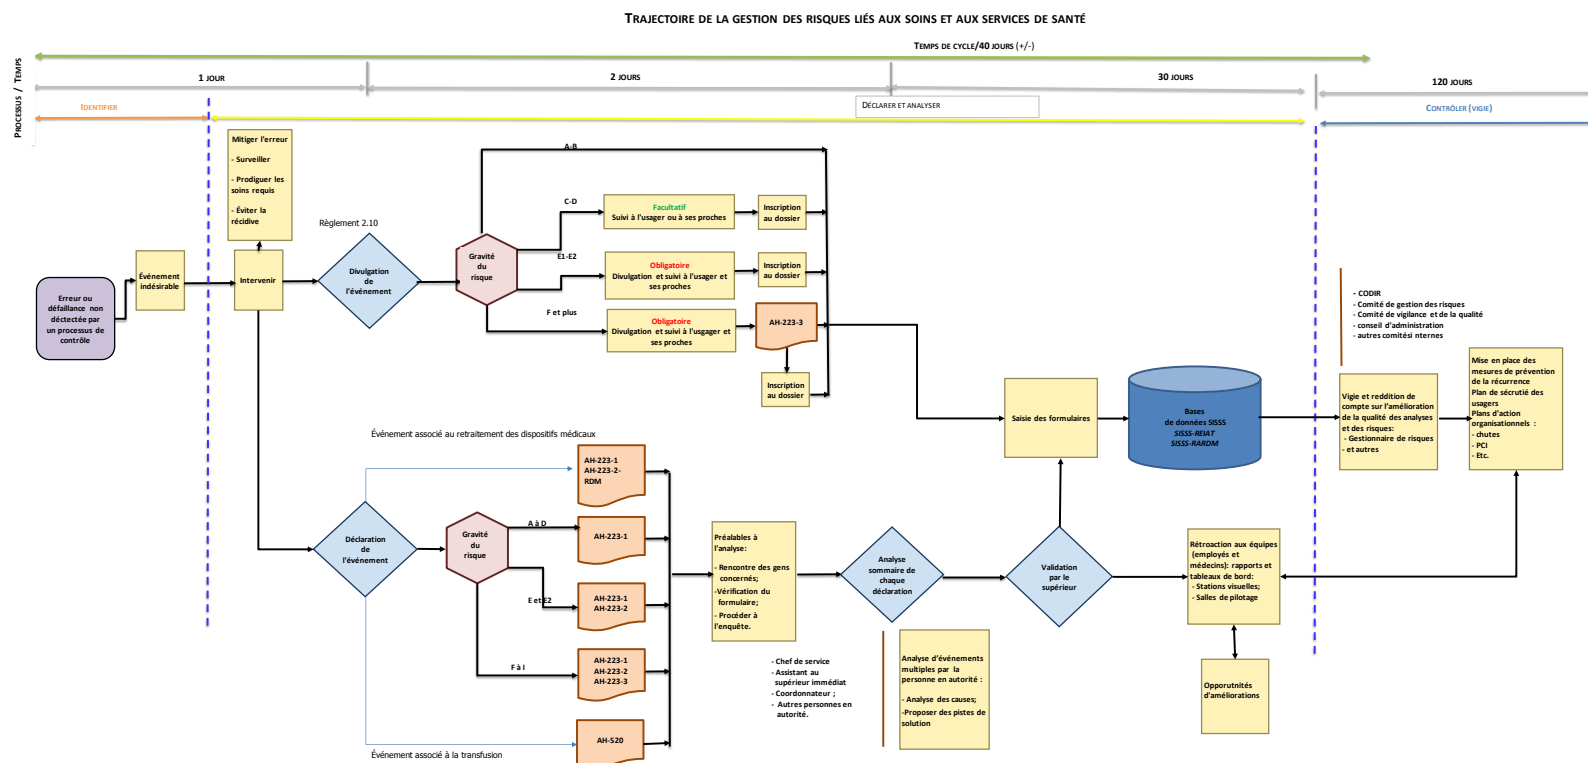 TRAJECTOIRE DE LA GESTION DES RISQUES LIÉS AUX SOINS ET AUX SERVICES DE SANTÉ
PROCESSUS / TEMPS
TEMPS DE CYCLE/40 JOURS (+/-)
1 JOUR
2 JOURS
30 JOURS
120 JOURS
IDENTIFIER
DÉCLARER ET ANALYSER
CONTRÔLER (VIGIE)
Mitiger l'erreur
- Surveiller
- Prodiguer les
soins requis
- Éviter la
récidive
Règlement 2.10
Erreur ou
défaillance non
déctectée par
un processus de
contrôle
Événement
indésirable
Intervenir
Divulgation
de
l'événement
Gravité
du
risque
A-B
C-D
E1-E2
F et plus
Facultatif
Suivi à l'usager ou à ses proches
Inscription
au dossier
Obligatoire
Divulgation et suivi à l'usager et
ses proches
Inscription
au dossier
Obligatoire
Divulgation et suivi à l'usgager et
ses proches
AH-223-3
Inscription
au dossier
Saisie des formulaires
Bases
de données SISSS
SISSS-REIAT
SISSS-RARDM
- CODIR
- Comité de gestion des risques
- Comité de vigilance et de la qualité
- conseil d'administration
- autres comitési nternes
Vigie et reddition de
compte sur l'amélioration
de la qualité des analyses
et des risques:
- Gestionnaire de risques
- et autres
Mise en place des
mesures de prévention
de la récurrence
Plan de sécrutié des
usagers
Plans d'action
organisationnels :
- chutes
- PCI
- Etc.
Événement associé au retraitement des dispositifs médicaux
AH-223-1
AH-223-2-
RDM
Déclaration
de
l'événement
Gravité
du
risque
A à D
AH-223-1
E et E2
AH-223-1
AH-223-2
F à I
AH-223-1
AH-223-2
AH-223-3
AH-520
Événement associé à la transfusion
Préalables à
l'analyse:
- Rencontre des gens
concernés;
-Vérification du
formulaire;
- Procéder à
l'enquête.
Analyse
sommaire de
chaque
déclaration
Validation
par le
supérieur
Rétroaction aux équipes
(employés et
médecins): rapports et
tableaux de bord:
- Stations visuelles;
- Salles de pilotage
- Chef de service
- Assistant au
supérieur immédiat
- Coordonnateur ;
- Autres personnes en
autorité.
Analyse d'événements
multiples par la
personne en autorité :
- Analyse des causes;
-Proposer des pistes de
solution
Opporutnités
d'améliorations